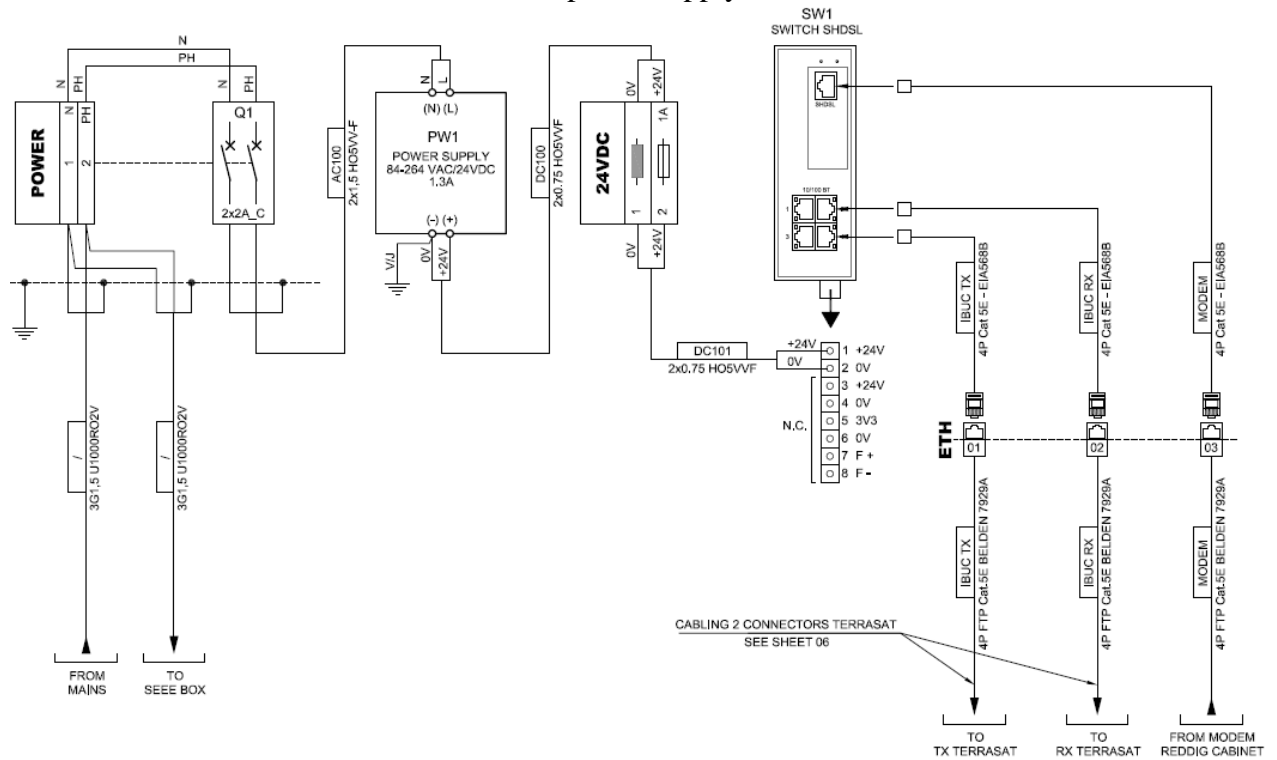 power supply
SW1
SWITCH SHDSL
N
PH
N
PH
N
PH
POWER
N
PH
1
2
Q1
2x2A_C
AC100
2x1,5 HO5VV-F
N
L
(N) (L)
PW1
POWER SUPPLY
84-264 VAC/24VDC
1.3A
(-) (+)
V/J
0V
+24V
DC100
2x0.75 HO5VVF
0V
+24V
24VDC
1A
1
2
0V
+24V
SHDSL
10/100 BT
1
3
DC101
2x0.75 HO5VVF
+24V
0V
1 +24V
2 0V
3 +24V
4 0V
5 3V3
6 0V
7 F +
8 F -
N.C.
IBUC TX
4P Cat 5E - EIA568B
IBUC RX
4P Cat 5E - EIA568B
MODEM
4P Cat 5E - EIA568B
ETH
01
02
03
/
3G1,5 U1000RO2V
/
3G1,5 U1000RO2V
IBUC TX
4P FTP Cat.5E BELDEN 7929A
IBUC RX
4P FTP Cat.5E BELDEN 7929A
MODEM
4P FTP Cat.5E BELDEN 7929A
CABLING 2 CONNECTORS TERRASAT
SEE SHEET 06
FROM
MAINS
TO
SEEE BOX
TO
TX TERRASAT
TO
RX TERRASAT
FROM MODEM
REDDIG CABINET